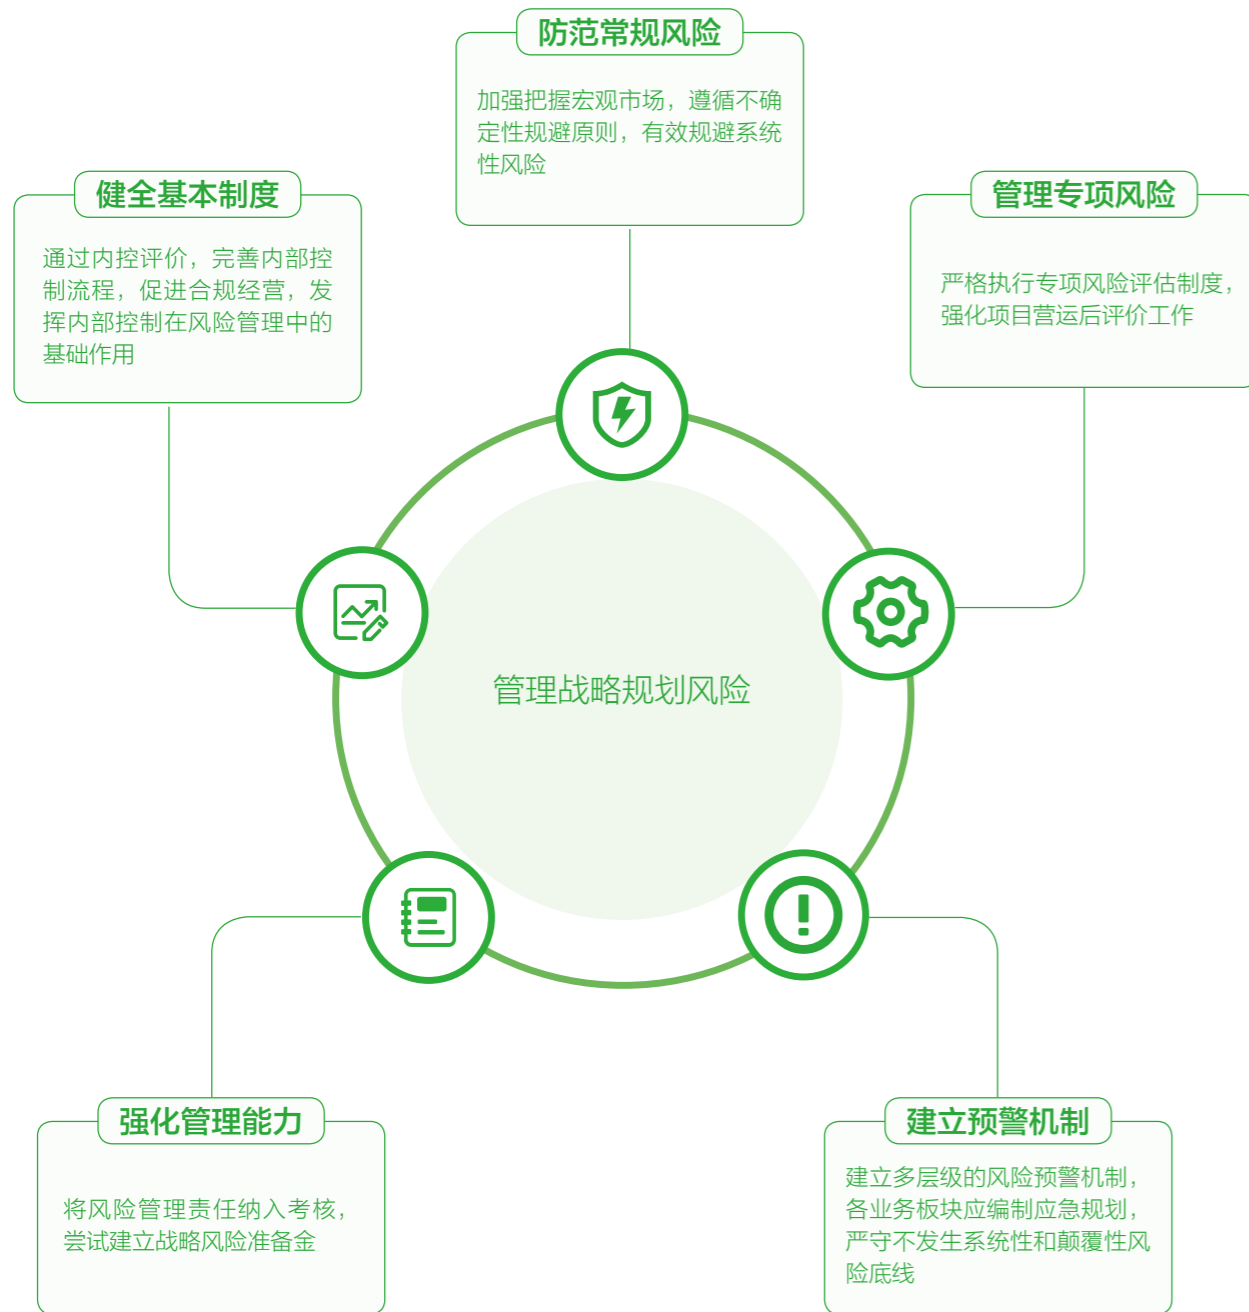 防范常规风险
加强把握宏观市场，遵循不确
定性规避原则，有效规避系统
性风险
健全基本制度
通过内控评价，完善内部控
制流程，促进合规经营，发
挥内部控制在风险管理中的
基础作用
管理专项风险
严格执行专项风险评估制度，
强化项目营运后评价工作
管理战略规划风险
强化管理能力
将风险管理责任纳入考核，
尝试建立战略风险准备金
建立预警机制
建立多层级的风险预警机制，
各业务板块应编制应急规划，
严守不发生系统性和颠覆性风
险底线